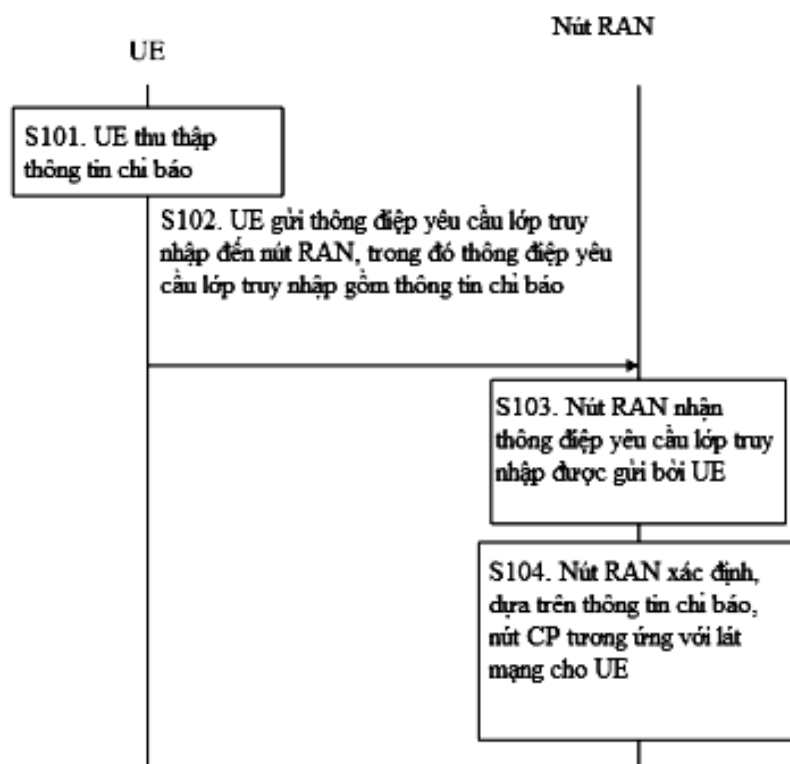 Nút RAN
UE
S101. UE thu thập
thông tin chỉ báo
S102. UE gửi thông điệp yêu cầu lớp truy
nhập đến nút RAN, trong đó thông điệp yêu
cầu lớp truy nhập gồm thông tin chỉ báo
S103. Nút RAN nhận
thông điệp yêu cầu lớp truy
nhập được gửi bởi UE
S104. Nút RAN xác định,
dựa trên thông tin chỉ báo,
nút CP tương ứng với lát
mạng cho UE